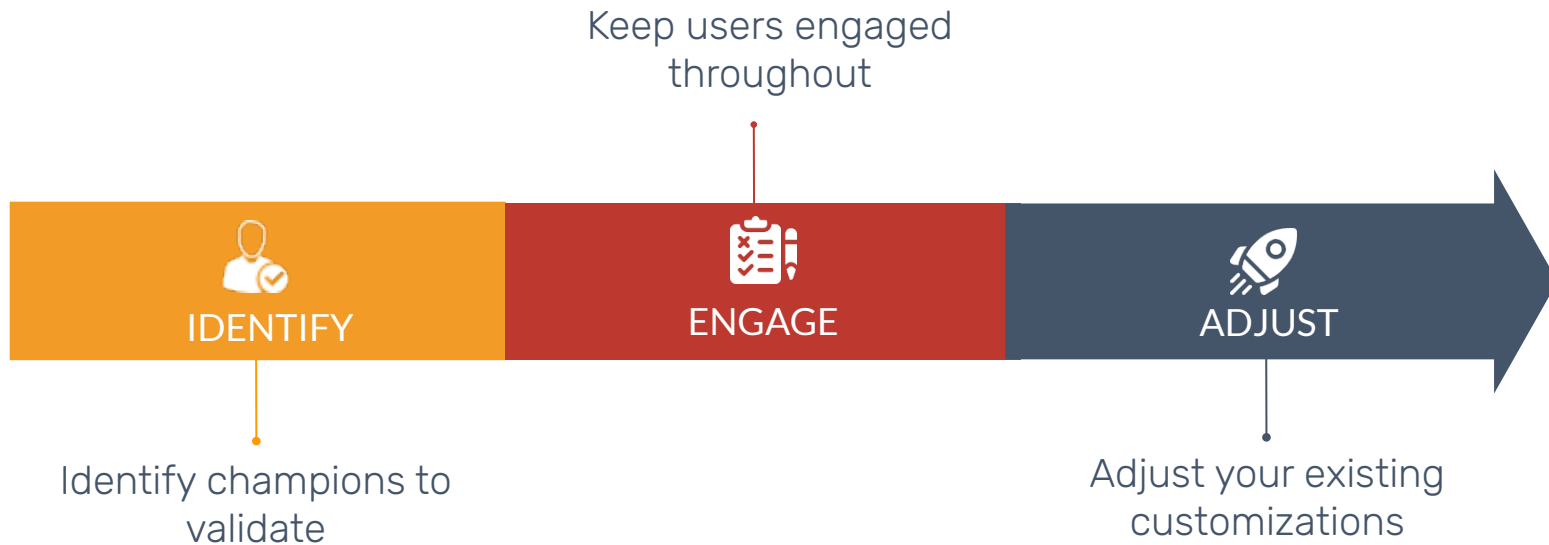 Keep users engaged
throughout
IDENTIFY
ENGAGE
ADJUST
Identify champions to
validate
Adjust your existing
customizations